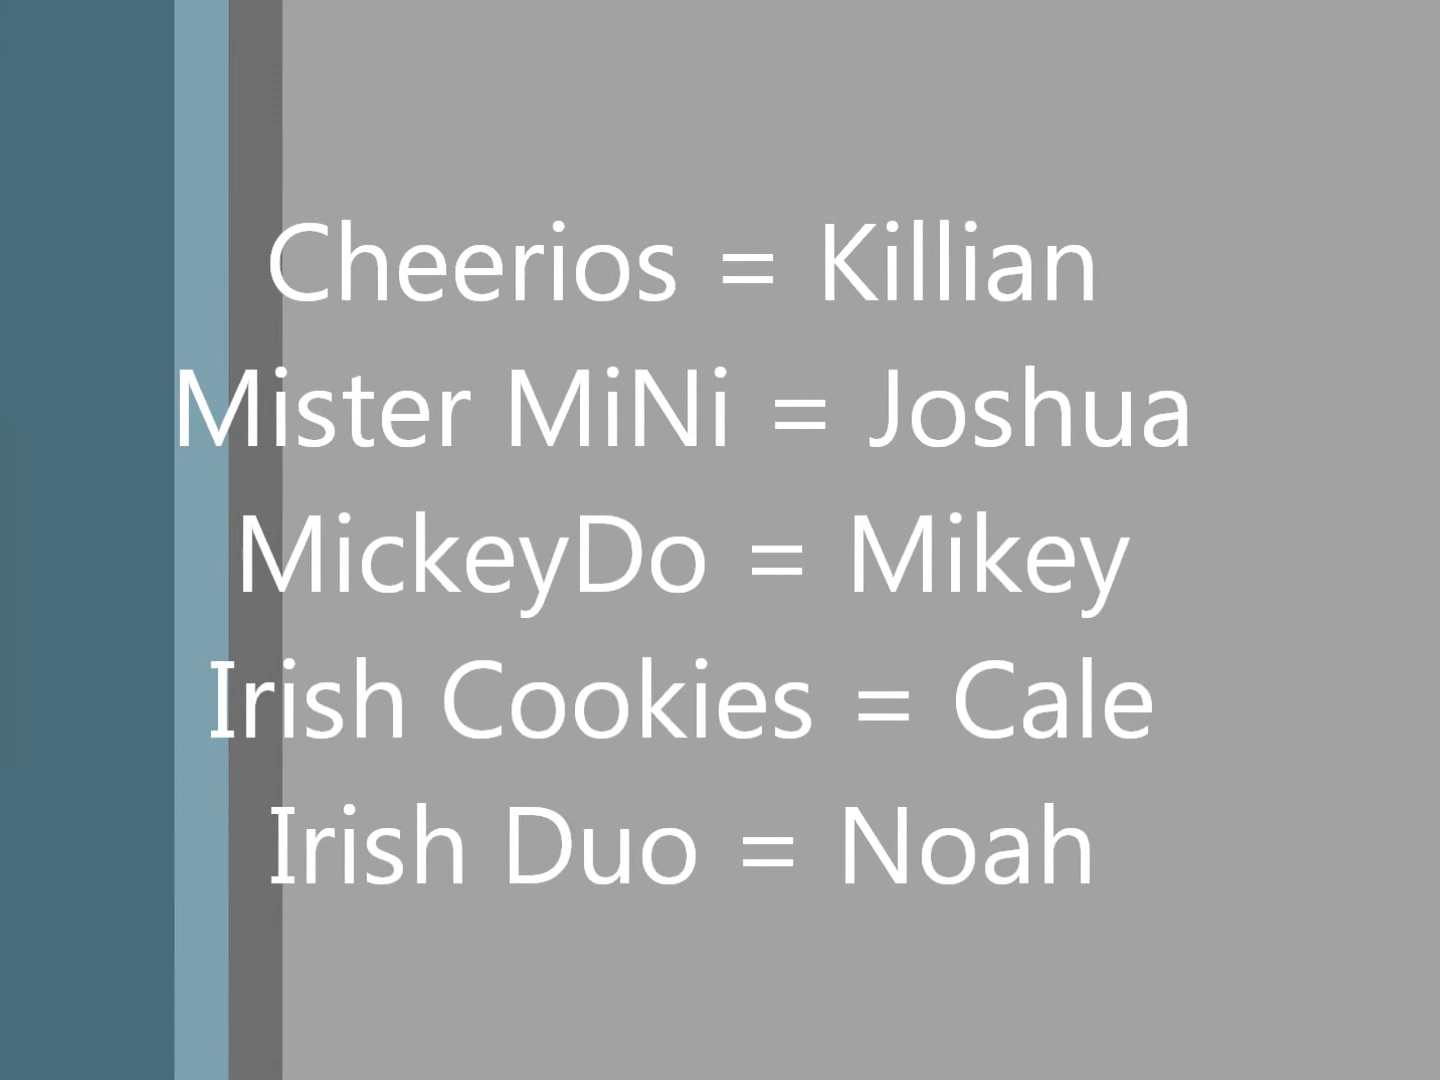 Cheerios = Killian
Mister MiNi = Joshua
MickeyDo = Mikey
Irish Cookies = Cale
Irish Duo = Noah